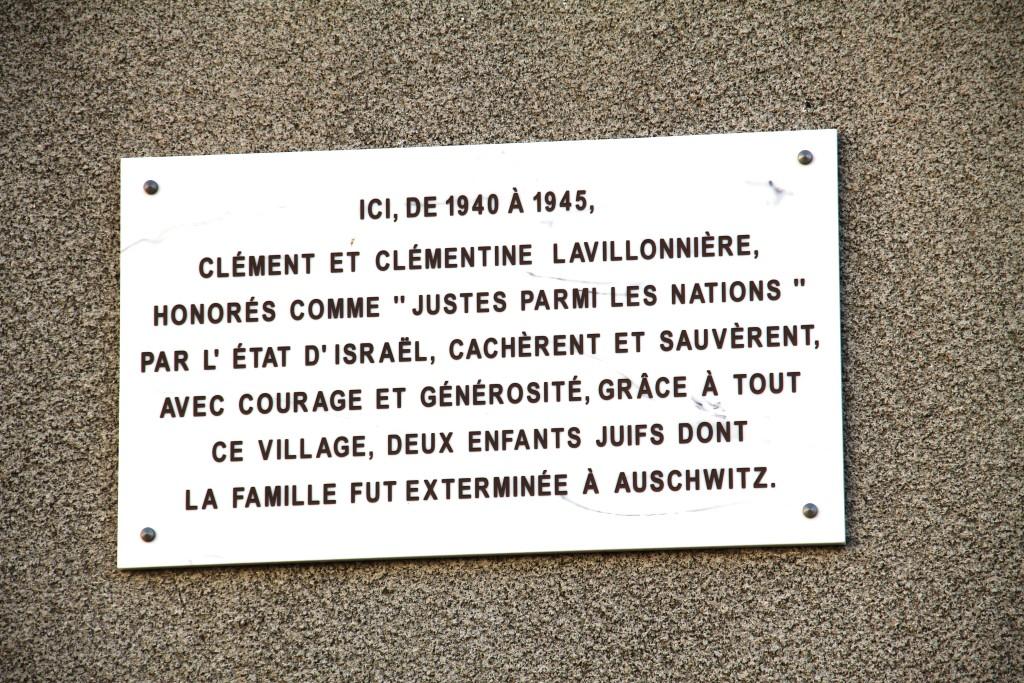 ICI, DE 1940 À 1945,
CLÉMENT ET CLÉMENTINE LAVILLONNIÈRE,
HONORÉS COMME " JUSTES PARMI LES NATIONS "
PAR L' ÉTAT D'ISRAËL, CACHÈRENT ET SAUVÈRENT,
AVEC COURAGE ET GÉNÉROSITÉ, GRÂCE À TOUT
CE VILLAGE, DEUX ENFANTS JUIFS DONT
LA FAMILLE FUT EXTERMINÉE À AUSCHWITZ.